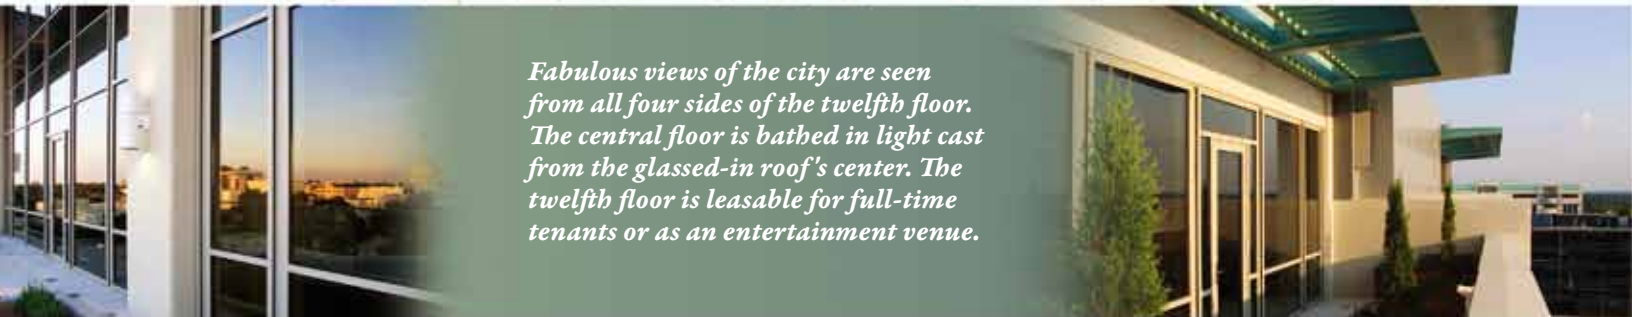 Fabulous views of the city are seen
from all four sides of the twelfth floor.
The central floor is bathed in light cast
from the glassed-in roof's center. The
twelfth floor is leasable for full-time
tenants or as an entertainment venue.